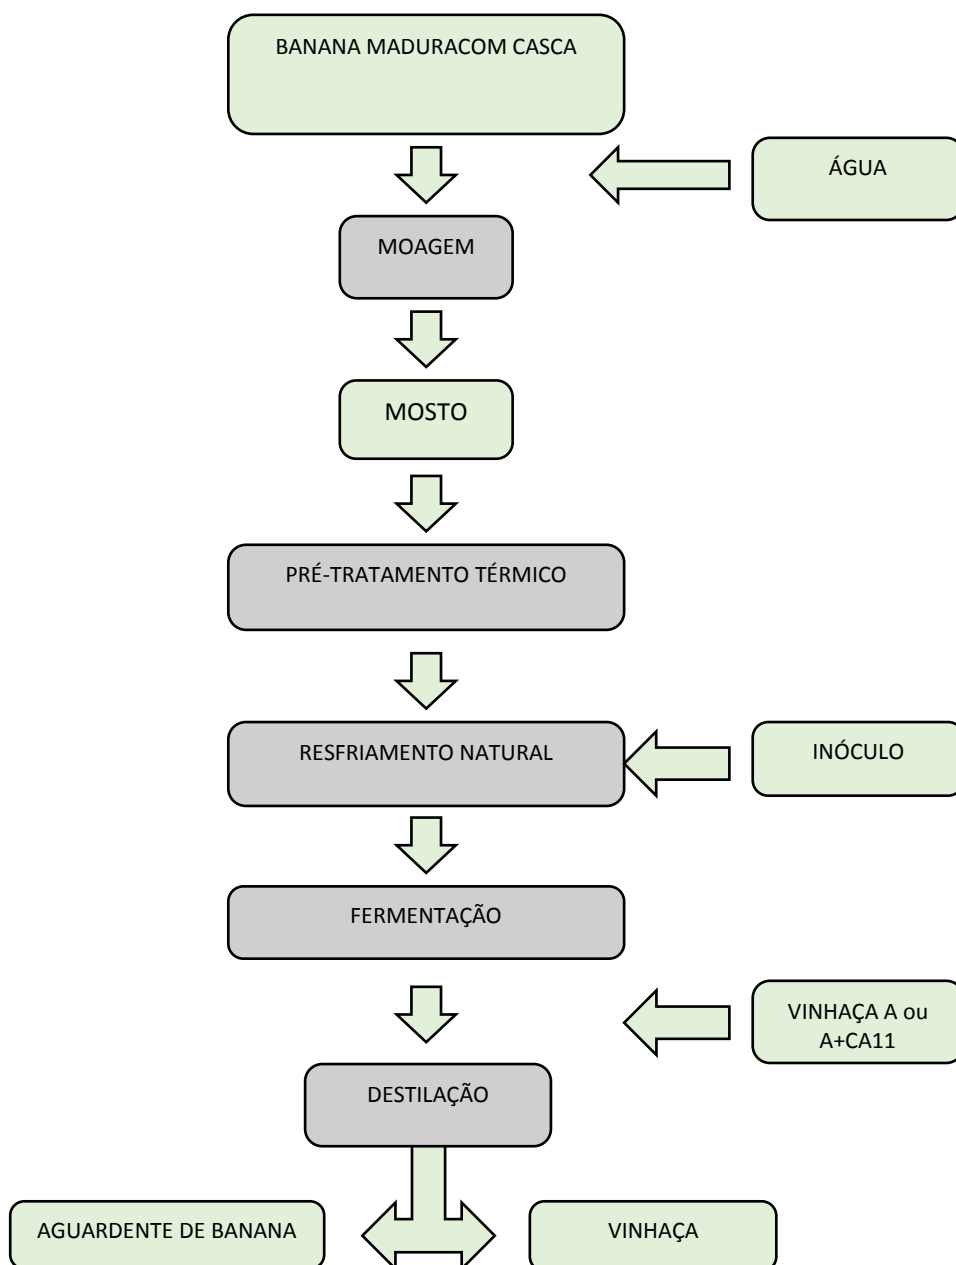 BANANA MADURACOM CASCA
ÁGUA
MOAGEM
MOSTO
PRÉ-TRATAMENTO TÉRMICO
RESFRIAMENTO NATURAL
INÓCULO
FERMENTAÇÃO
VINHAÇA A ou
A+CA11
DESTILAÇÃO
AGUARDENTE DE BANANA
VINHAÇA